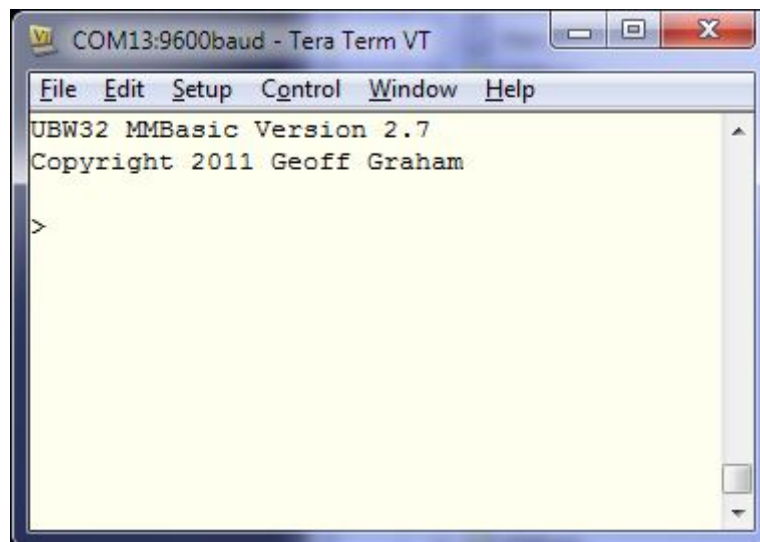 COM13:9600baud - Tera Term VT
File Edit Setup Control Window Help
UBW32 MMBasic Version 2.7
Copyright 2011 Geoff Graham
>